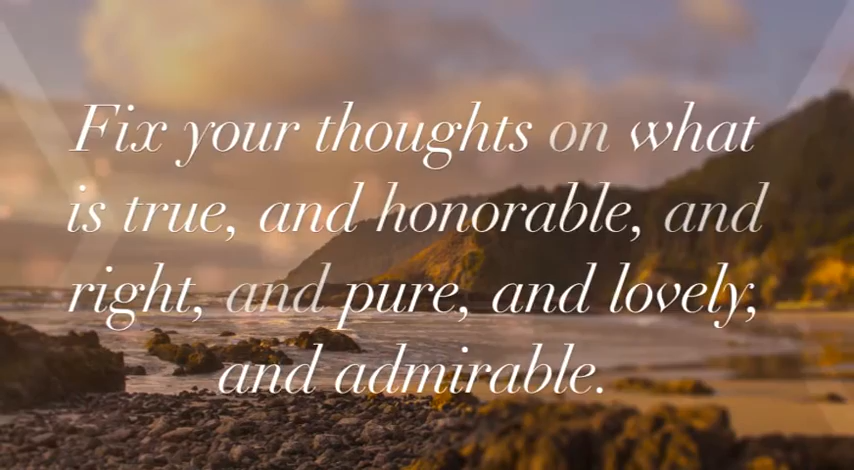 Fix your thoughts on what
is true, and honorable, and
right, and pure, and lovely,
and admirable.